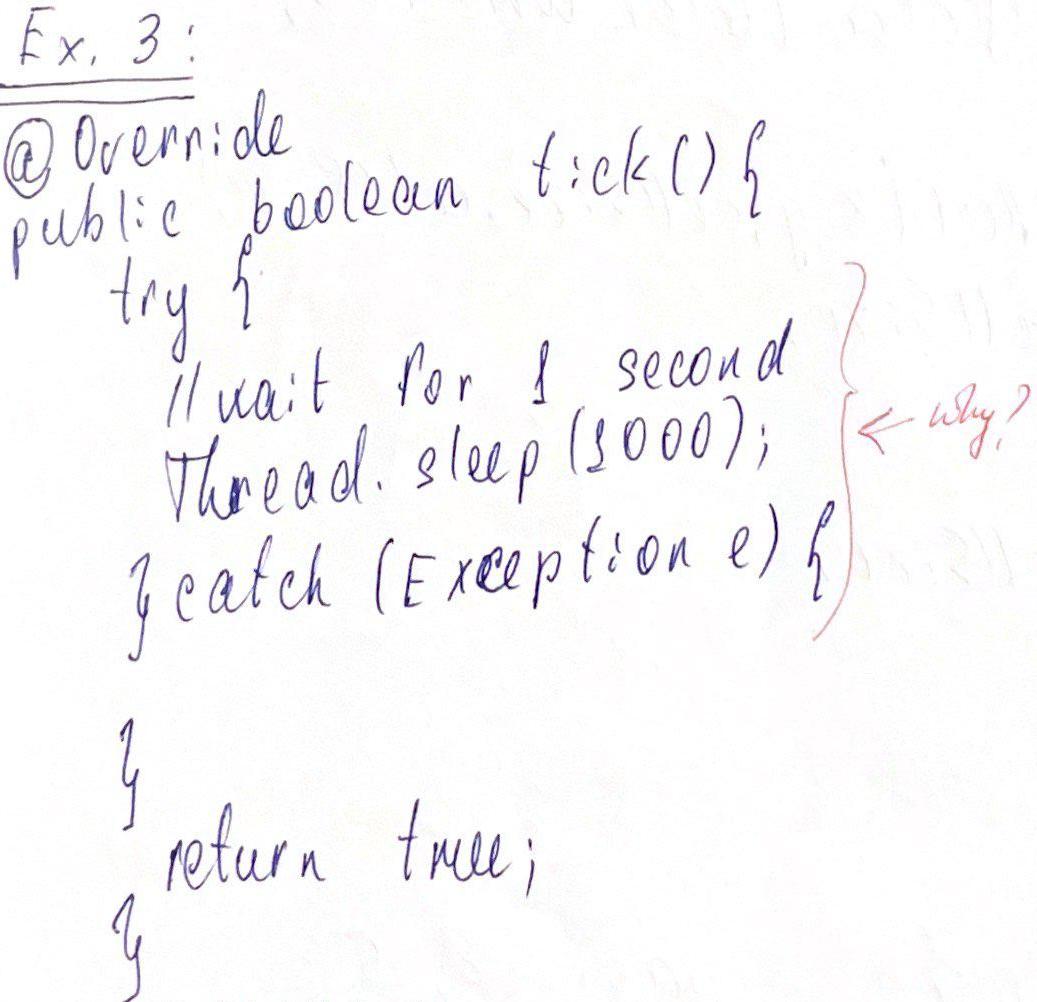 Ex. 3:
@Override
public boolean tick() {
try {
//wait for 1 second
Thread.sleep(1000);
← why?
} catch (Exception e) {
}
return true;
}